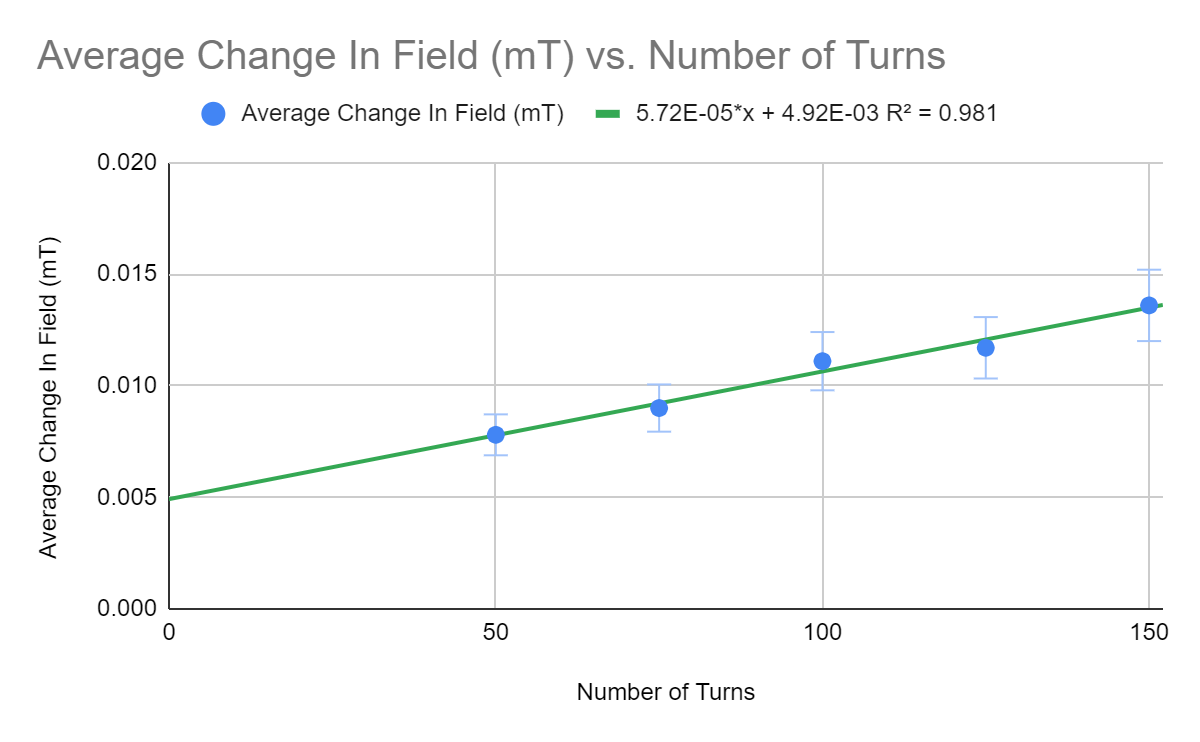 Average Change In Field (mT) vs. Number of Turns
Average Change In Field (mT) 5.72E-05*x + 4.92E-03 R² = 0.981
Average Change In Field (mT)
0.020
0.015
0.010
0.005
0.000
0 50 100 150
Number of Turns